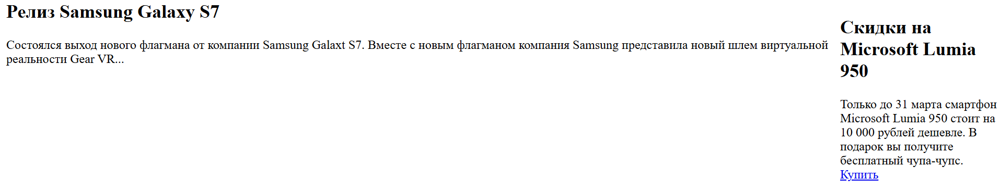 Релиз Samsung Galaxy S7
Состоялся выход нового флагмана от компании Samsung Galaxt S7. Вместе с новым флагманом компания Samsung представила новый шлем виртуальной
реальности Gear VR...
Скидки на
Microsoft Lumia
950
Только до 31 марта смартфон
Microsoft Lumia 950 стоит на
10 000 рублей дешевле. В
подарок вы получите
бесплатный чупа-чупс.
Купить